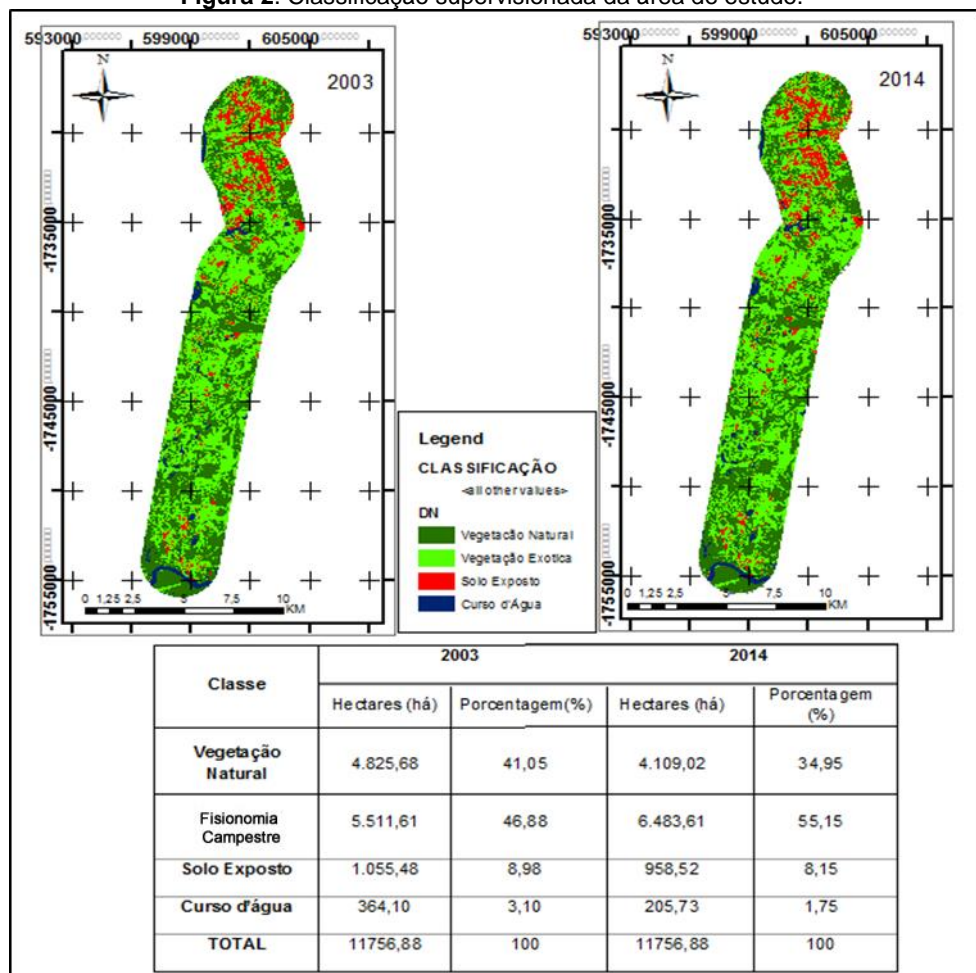 Figura 2. Classificação supervisionada da área de estudo.
593000 599000 605000
N
2003
-1735000
-1745000
-1755000
0 1,25 2,5 5 7,5 10
KM
593000 599000 605000
N
2014
-1735000
-1745000
-1755000
0 1,25 2,5 5 7,5 10
KM
Legend
CLASSIFICAÇÃO
<all other values>
DN
Vegetacão Natural
Vegetação Exotica
Solo Exposto
Curso d'Água
Classe 2003 2014
Hectares (há) Porcentagem(%) Hectares (há) Porcentagem
(%)
Vegetação
Natural 4.825,68 41,05 4.109,02 34,95
Fisionomia
Campestre 5.511,61 46,88 6.483,61 55,15
Solo Exposto 1.055,48 8,98 958,52 8,15
Curso d'água 364,10 3,10 205,73 1,75
TOTAL 11756,88 100 11756,88 100